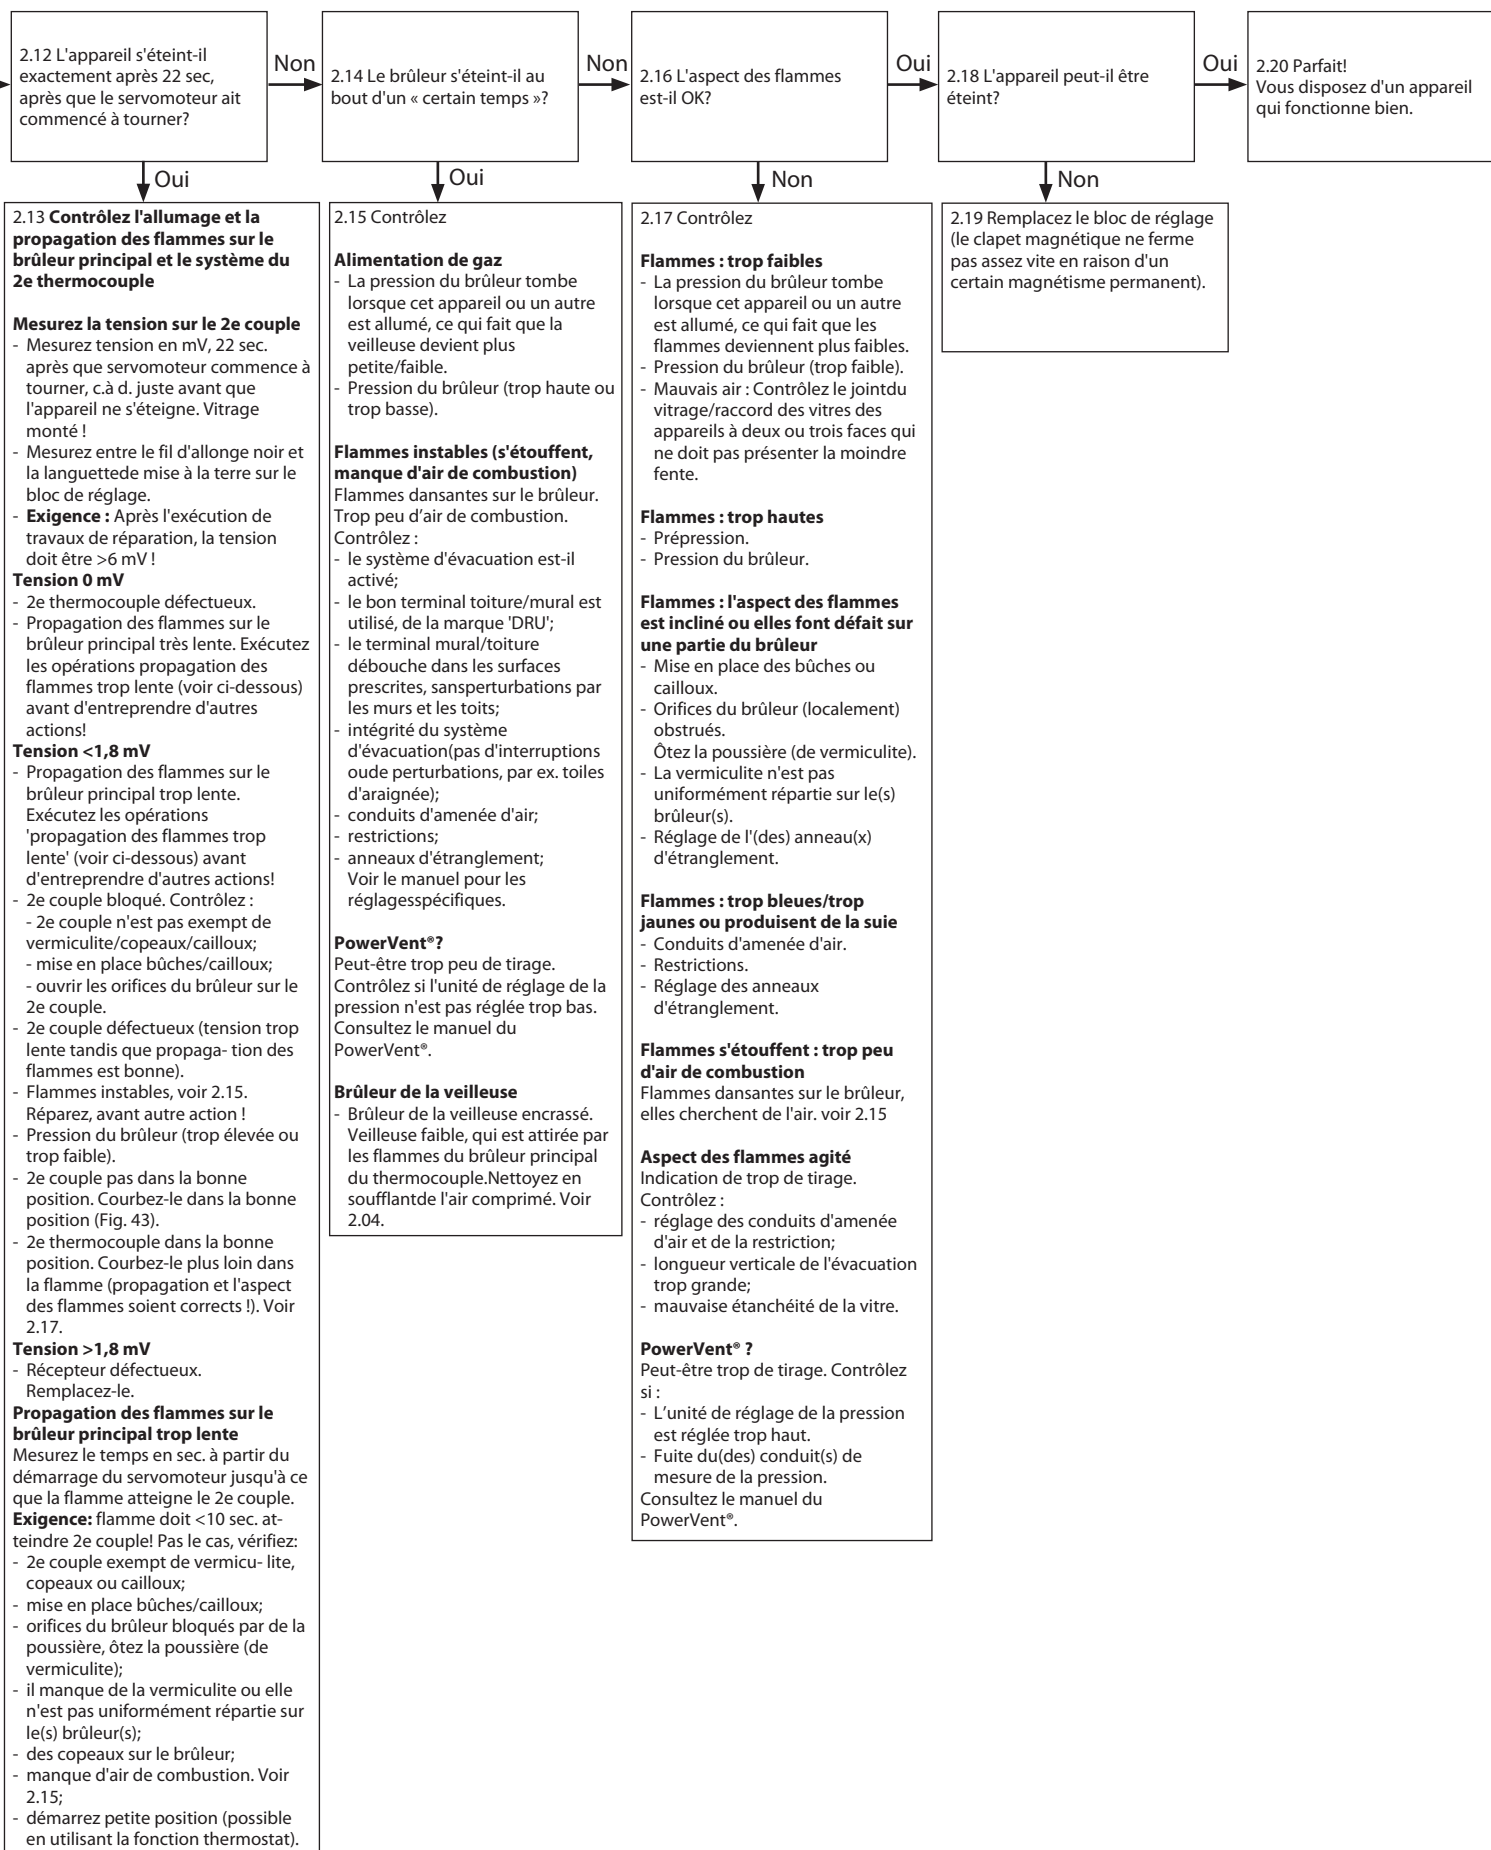 2.12 L'appareil s'éteint-il
exactement après 22 sec,
après que le servomoteur ait
commencé à tourner?
Non
2.14 Le brûleur s'éteint-il au
bout d'un « certain temps »?
Non
2.16 L'aspect des flammes
est-il OK?
Oui
2.18 L'appareil peut-il être
éteint?
Oui
2.20 Parfait!
Vous disposez d'un appareil
qui fonctionne bien.
Oui
Oui
Non
Non
2.13 Contrôlez l'allumage et la
propagation des flammes sur le
brûleur principal et le système du
2e thermocouple
Mesurez la tension sur le 2e couple
- Mesurez tension en mV, 22 sec.
après que servomoteur commence à
tourner, c.à d. juste avant que
l'appareil ne s'éteigne. Vitrage
monté !
- Mesurez entre le fil d'allonge noir et
la languettede mise à la terre sur le
bloc de réglage.
- Exigence : Après l'exécution de
travaux de réparation, la tension
doit être >6 mV !
Tension 0 mV
- 2e thermocouple défectueux.
- Propagation des flammes sur le
brûleur principal très lente. Exécutez
les opérations propagation des
flammes trop lente (voir ci-dessous)
avant d'entreprendre d'autres
actions!
Tension <1,8 mV
- Propagation des flammes sur le
brûleur principal trop lente.
Exécutez les opérations
'propagation des flammes trop
lente' (voir ci-dessous) avant
d'entreprendre d'autres actions!
- 2e couple bloqué. Contrôlez :
- 2e couple n'est pas exempt de
vermiculite/copeaux/cailloux;
- mise en place bûches/cailloux;
- ouvrir les orifices du brûleur sur le
2e couple.
- 2e couple défectueux (tension trop
lente tandis que propaga- tion des
flammes est bonne).
- Flammes instables, voir 2.15.
Réparez, avant autre action !
- Pression du brûleur (trop élevée ou
trop faible).
- 2e couple pas dans la bonne
position. Courbez-le dans la bonne
position (Fig. 43).
- 2e thermocouple dans la bonne
position. Courbez-le plus loin dans
la flamme (propagation et l'aspect
des flammes soient corrects !). Voir
2.17.
Tension >1,8 mV
- Récepteur défectueux.
Remplacez-le.
Propagation des flammes sur le
brûleur principal trop lente
Mesurez le temps en sec. à partir du
démarrage du servomoteur jusqu'à ce
que la flamme atteigne le 2e couple.
Exigence: flamme doit <10 sec. at-
teindre 2e couple! Pas le cas, vérifiez:
- 2e couple exempt de vermicu- lite,
copeaux ou cailloux;
- mise en place bûches/cailloux;
- orifices du brûleur bloqués par de la
poussière, ôtez la poussière (de
vermiculite);
- il manque de la vermiculite ou elle
n'est pas uniformément répartie sur
le(s) brûleur(s);
- des copeaux sur le brûleur;
- manque d'air de combustion. Voir
2.15;
- démarrez petite position (possible
en utilisant la fonction thermostat).
2.15 Contrôlez
Alimentation de gaz
- La pression du brûleur tombe
lorsque cet appareil ou un autre
est allumé, ce qui fait que la
veilleuse devient plus
petite/faible.
- Pression du brûleur (trop haute ou
trop basse).
Flammes instables (s'étouffent,
manque d'air de combustion)
Flammes dansantes sur le brûleur.
Trop peu d'air de combustion.
Contrôlez :
- le système d'évacuation est-il
activé;
- le bon terminal toiture/mural est
utilisé, de la marque 'DRU';
- le terminal mural/toiture
débouche dans les surfaces
prescrites, sansperturbations par
les murs et les toits;
- intégrité du système
d'évacuation(pas d'interruptions
oude perturbations, par ex. toiles
d'araignée);
- conduits d'amenée d'air;
- restrictions;
- anneaux d'étranglement;
Voir le manuel pour les
réglagesspécifiques.
PowerVent®?
Peut-être trop peu de tirage.
Contrôlez si l'unité de réglage de la
pression n'est pas réglée trop bas.
Consultez le manuel du
PowerVent®.
Brûleur de la veilleuse
- Brûleur de la veilleuse encrassé.
Veilleuse faible, qui est attirée par
les flammes du brûleur principal
du thermocouple.Nettoyez en
soufflantde l'air comprimé. Voir
2.04.
2.17 Contrôlez
Flammes : trop faibles
- La pression du brûleur tombe
lorsque cet appareil ou un autre
est allumé, ce qui fait que les
flammes deviennent plus faibles.
- Pression du brûleur (trop faible).
- Mauvais air : Contrôlez le jointdu
vitrage/raccord des vitres des
appareils à deux ou trois faces qui
ne doit pas présenter la moindre
fente.
Flammes : trop hautes
- Prépression.
- Pression du brûleur.
Flammes : l'aspect des flammes
est incliné ou elles font défait sur
une partie du brûleur
- Mise en place des bûches ou
cailloux.
- Orifices du brûleur (localement)
obstrués.
Ôtez la poussière (de vermiculite).
- La vermiculite n'est pas
uniformément répartie sur le(s)
brûleur(s).
- Réglage de l'(des) anneau(x)
d'étranglement.
Flammes : trop bleues/trop
jaunes ou produisent de la suie
- Conduits d'amenée d'air.
- Restrictions.
- Réglage des anneaux
d'étranglement.
Flammes s'étouffent : trop peu
d'air de combustion
Flammes dansantes sur le brûleur,
elles cherchent de l'air. voir 2.15
Aspect des flammes agité
Indication de trop de tirage.
Contrôlez :
- réglage des conduits d'amenée
d'air et de la restriction;
- longueur verticale de l'évacuation
trop grande;
- mauvaise étanchéité de la vitre.
PowerVent® ?
Peut-être trop de tirage. Contrôlez
si :
- L'unité de réglage de la pression
est réglée trop haut.
- Fuite du(des) conduit(s) de
mesure de la pression.
Consultez le manuel du
PowerVent®.
2.19 Remplacez le bloc de réglage
(le clapet magnétique ne ferme
pas assez vite en raison d'un
certain magnétisme permanent).